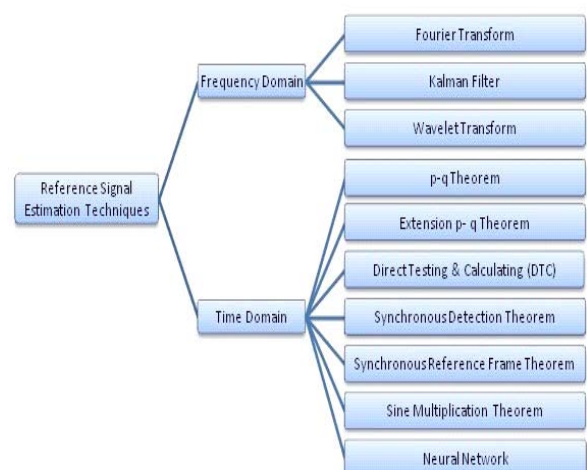 Reference Signal
Estimation Techniques
Frequency Domain
Fourier Transform
Kalman Filter
Wavelet Transform
Time Domain
p-q Theorem
Extension p- q Theorem
Direct Testing & Calculating (DTC)
Synchronous Detection Theorem
Synchronous Reference Frame Theorem
Sine Multiplication Theorem
Neural Network